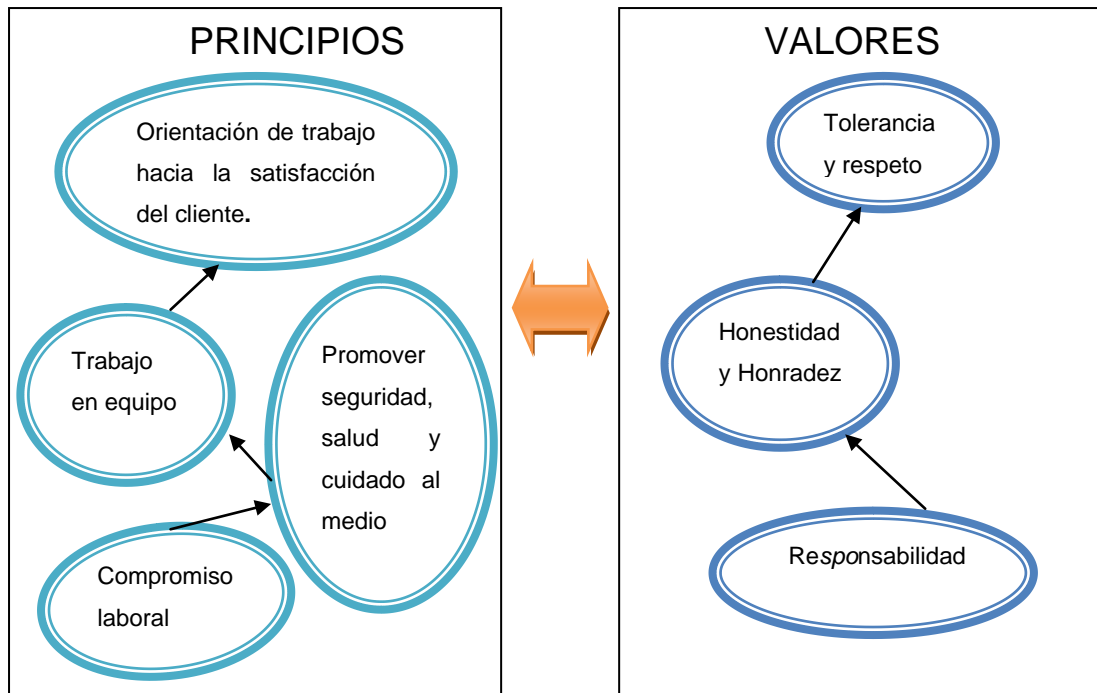 PRINCIPIOS
Orientación de trabajo
hacia la satisfacción
del cliente.
Trabajo
en equipo
Promover
seguridad,
salud y
cuidado al
medio
Compromiso
laboral
VALORES
Tolerancia
y respeto
Honestidad
y Honradez
Responsabilidad